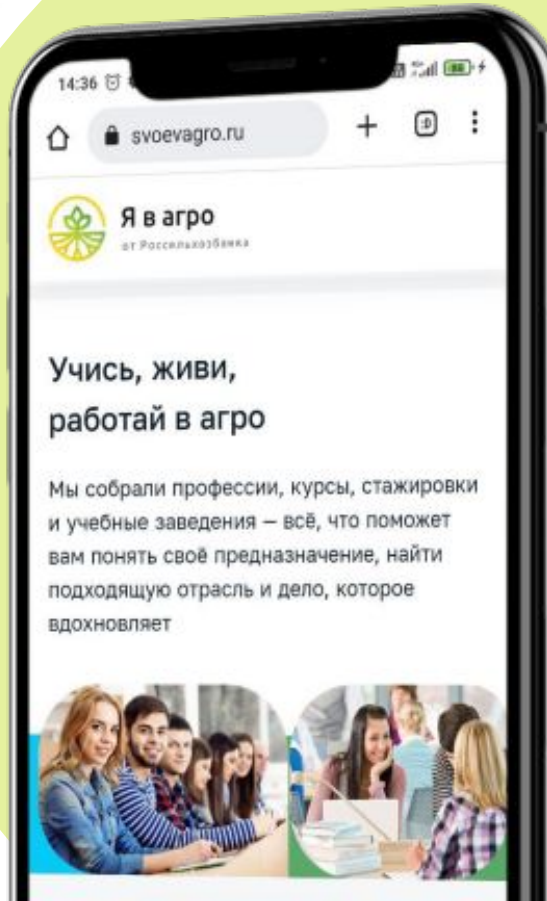 14:36
svoevagro.ru
Я в агро
от Россельхозбанка
Учись, живи,
работай в агро
Мы собрали профессии, курсы, стажировки
и учебные заведения — всё, что поможет
вам понять своё предназначение, найти
подходящую отрасль и дело, которое
вдохновляет